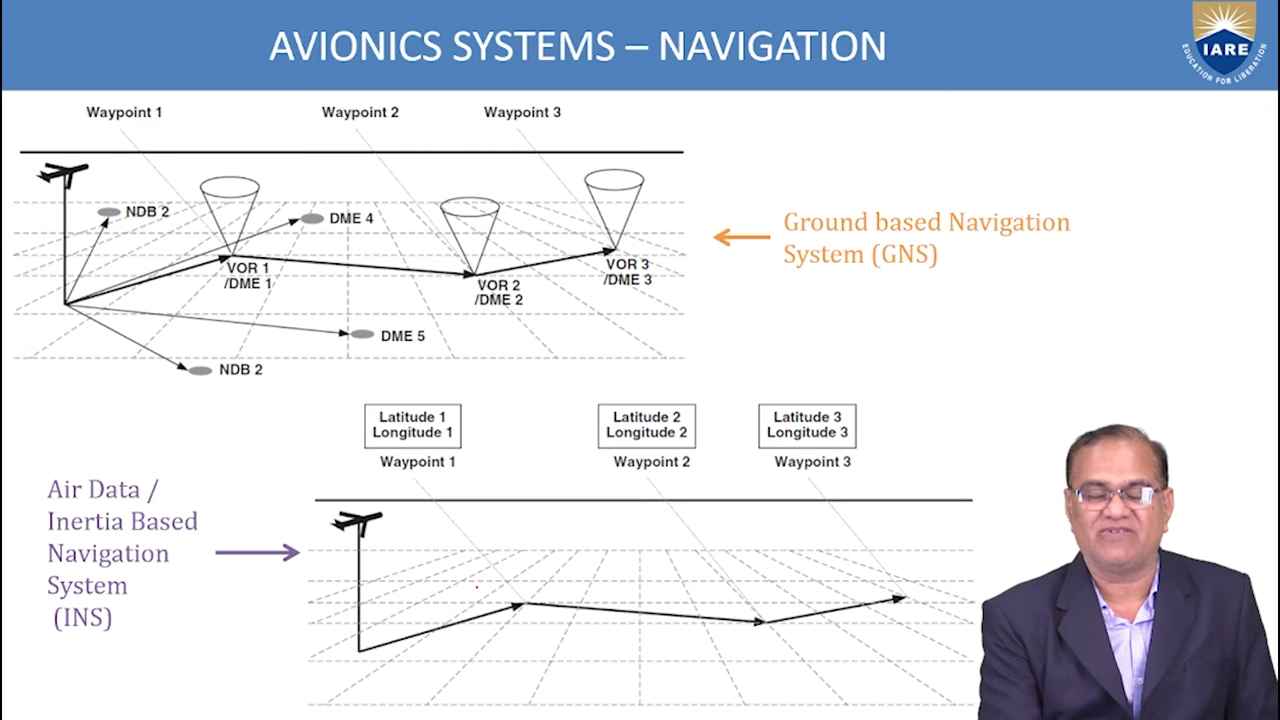 AVIONICS SYSTEMS – NAVIGATION
IARE
EDUCATION FOR LIBERATION
Waypoint 1
Waypoint 2
Waypoint 3
NDB 2
DME 4
VOR 1
/DME 1
VOR 2
/DME 2
VOR 3
/DME 3
DME 5
NDB 2
Ground based Navigation
System (GNS)
Latitude 1
Longitude 1
Latitude 2
Longitude 2
Latitude 3
Longitude 3
Waypoint 1
Waypoint 2
Waypoint 3
Air Data /
Inertia Based
Navigation
System
(INS)